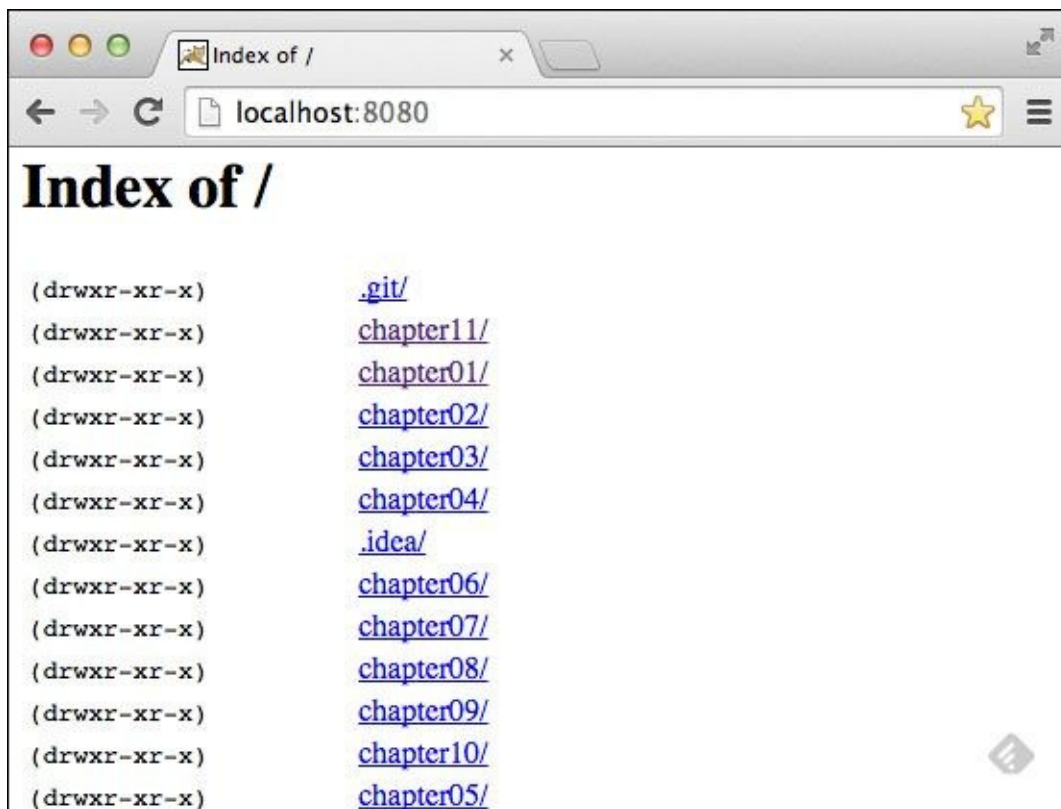 Index of /
localhost:8080
Index of /
(drwxr-xr-x) .git/
(drwxr-xr-x) chapter11/
(drwxr-xr-x) chapter01/
(drwxr-xr-x) chapter02/
(drwxr-xr-x) chapter03/
(drwxr-xr-x) chapter04/
(drwxr-xr-x) .idea/
(drwxr-xr-x) chapter06/
(drwxr-xr-x) chapter07/
(drwxr-xr-x) chapter08/
(drwxr-xr-x) chapter09/
(drwxr-xr-x) chapter10/
(drwxr-xr-x) chapter05/